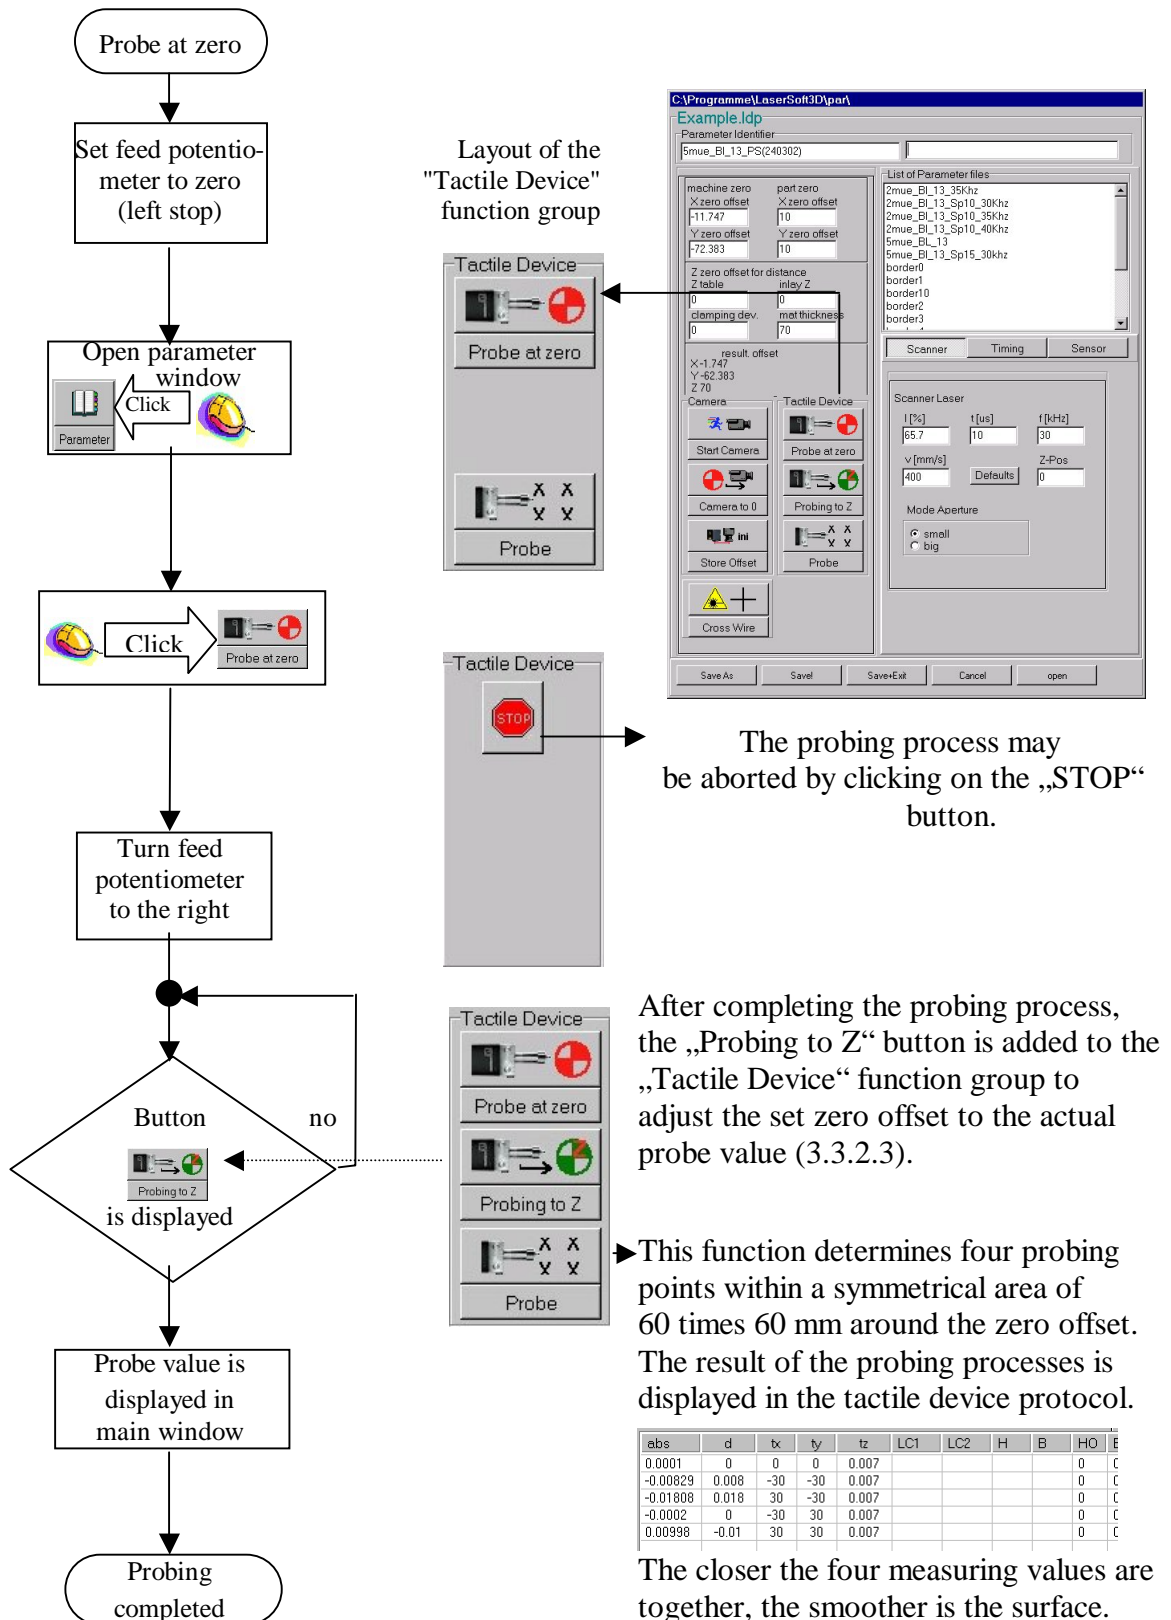 Probe at zero
Set feed potentio-
meter to zero
(left stop)
Open parameter
window
Click
Parameter
Click
Probe at zero
Turn feed
potentiometer
to the right
Button
no
Probing to Z
is displayed
Probe value is
displayed in
main window
Probing
completed
Layout of the
"Tactile Device"
function group
Tactile Device
Probe at zero
X X
X X
Probe
Tactile Device
STOP
Tactile Device
Probe at zero
Probing to Z
X X
X X
Probe
C:\Programme\LaserSoft3D\par\
Example.ldp
Parameter Identifier
5mue_Bl_13_PS(240302)
machine zero part zero
X zero offset X zero offset
-11.747 10
Y zero offset Y zero offset
-72.383 10
Z zero offset for distance
Z table inlay Z
0 0
clamping dev. mat thickness
0 70
result. offset
X -1.747
Y -62.383
Z 70
Camera Tactile Device
Start Camera Probe at zero
Camera to 0 Probing to Z
ini X X
X X
Store Offset Probe
Cross Wire
List of Parameter files
2mue_Bl_13_35Khz
2mue_Bl_13_Sp10_30Khz
2mue_Bl_13_Sp10_35Khz
2mue_Bl_13_Sp10_40Khz
5mue_BL_13
5mue_Bl_13_Sp15_30khz
border0
border1
border10
border2
border3
Scanner Timing Sensor
Scanner Laser
I [%] t [us] f [kHz]
65.7 10 30
v [mm/s] Z-Pos
400 Defaults 0
Mode Aperture
small
big
Save As Save! Save+Exit Cancel open
The probing process may
be aborted by clicking on the „STOP“
button.
After completing the probing process,
the „Probing to Z“ button is added to the
„Tactile Device“ function group to
adjust the set zero offset to the actual
probe value (3.3.2.3).
This function determines four probing
points within a symmetrical area of
60 times 60 mm around the zero offset.
The result of the probing processes is
displayed in the tactile device protocol.
abs d tx ty tz LC1 LC2 H B HO
0.0001 0 0 0 0.007 0
-0.00829 0.008 -30 -30 0.007 0
-0.01808 0.018 30 -30 0.007 0
-0.0002 0 -30 30 0.007 0
0.00998 -0.01 30 30 0.007 0
The closer the four measuring values are
together, the smoother is the surface.